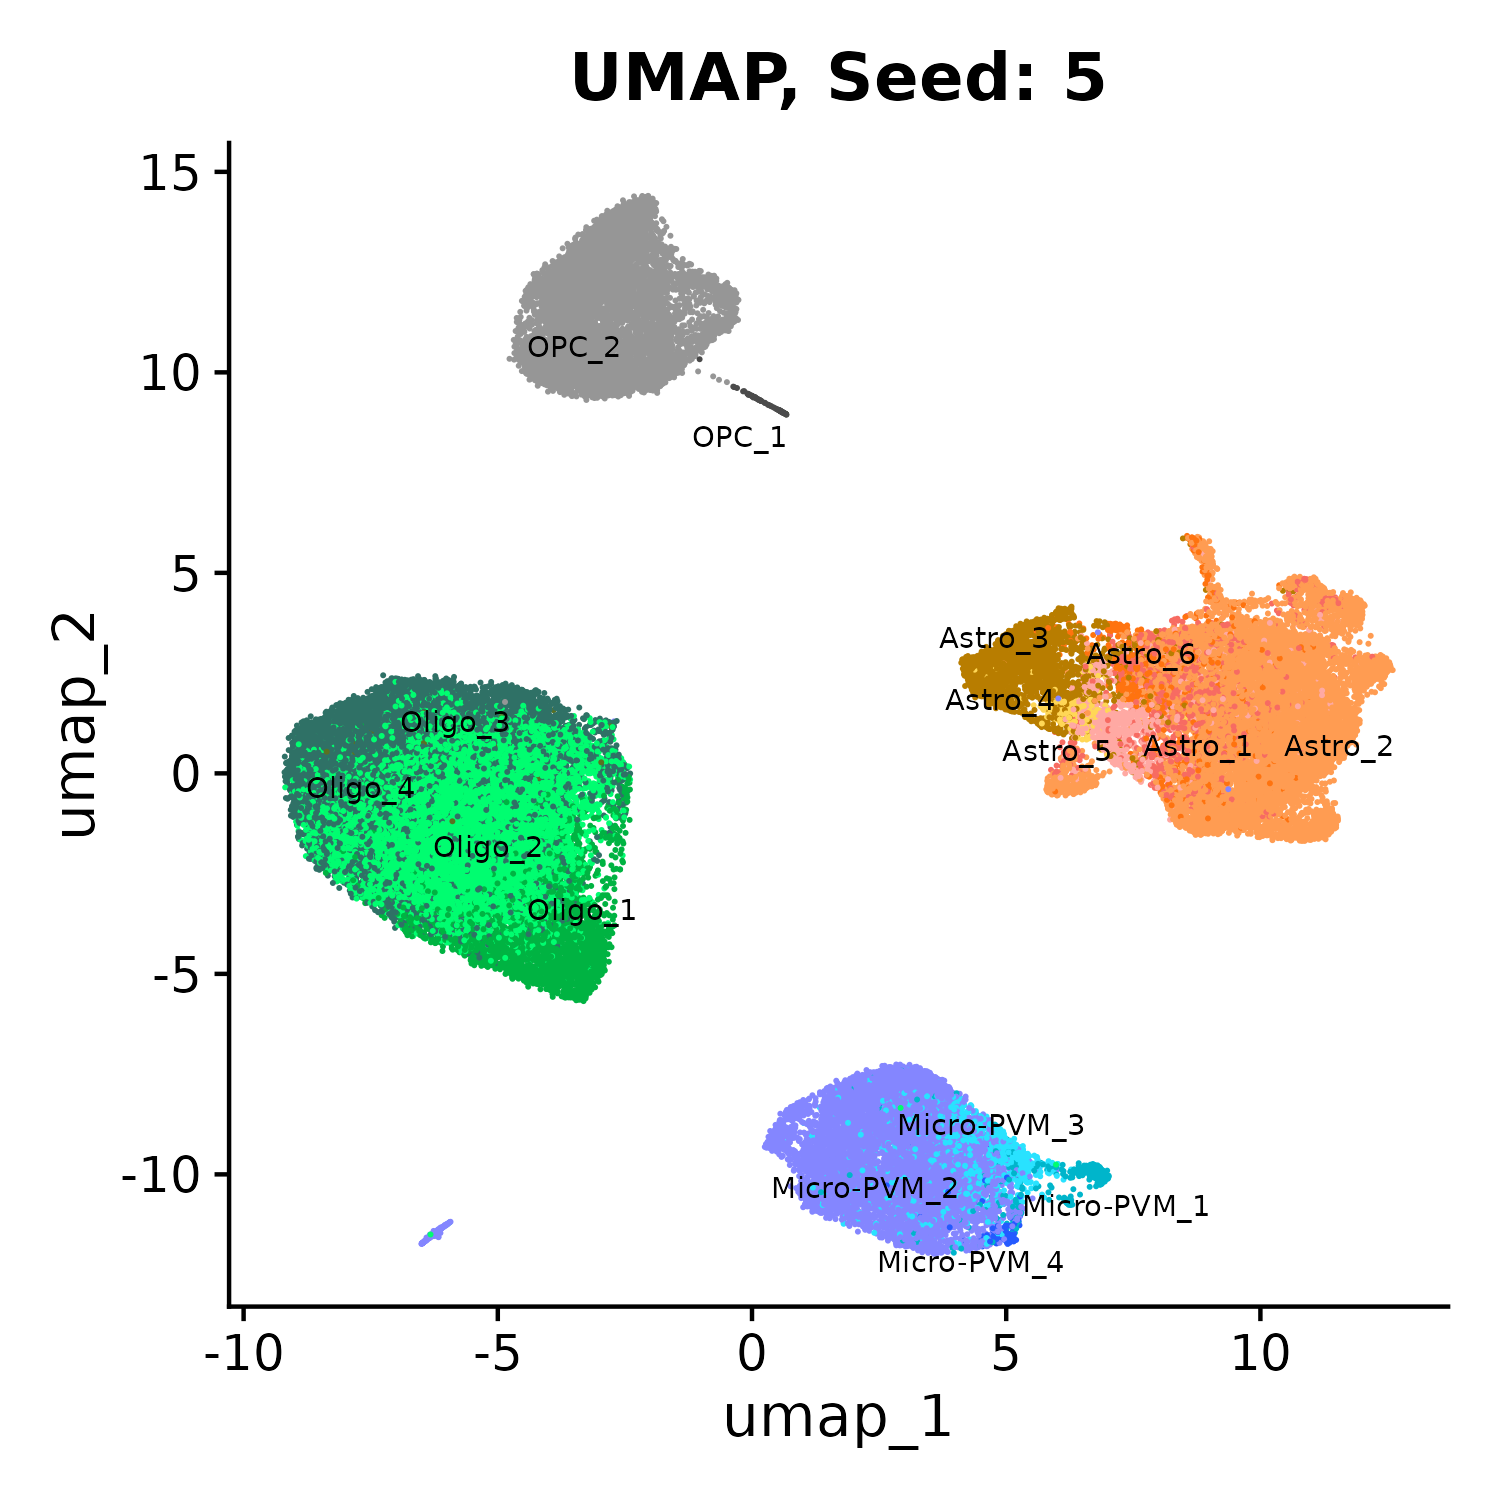 UMAP, Seed: 5
umap_2
15
10
5
0
-5
-10
OPC_2
OPC_1
Astro_3
Astro_6
Astro_4
Astro_5
Astro_1
Astro_2
Oligo_3
Oligo_4
Oligo_2
Oligo_1
Micro-PVM_3
Micro-PVM_2
Micro-PVM_1
Micro-PVM_4
-10
-5
0
5
10
umap_1